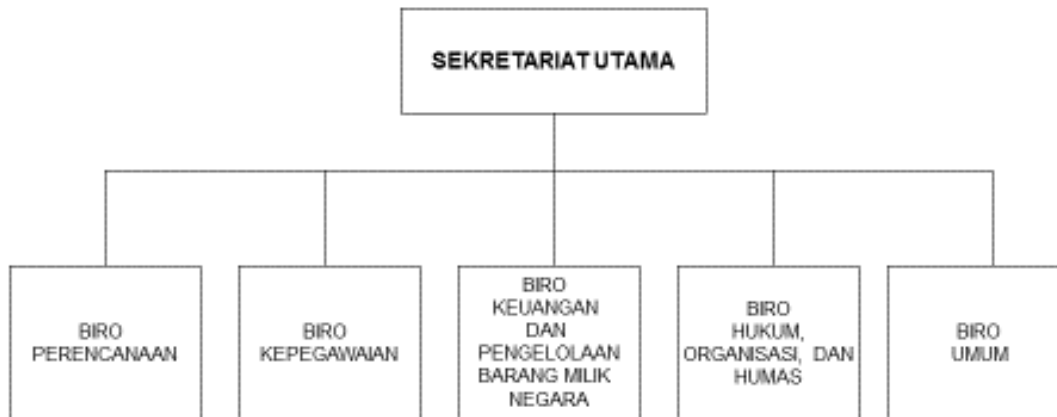 SEKRETARIAT UTAMA
BIRO
PERENCANAAN
BIRO
KEPEGAWAIAN
BIRO
KEUANGAN
DAN
PENGELOLAAN
BARANG MILIK
NEGARA
BIRO
HUKUM,
ORGANISASI, DAN
HUMAS
BIRO
UMUM